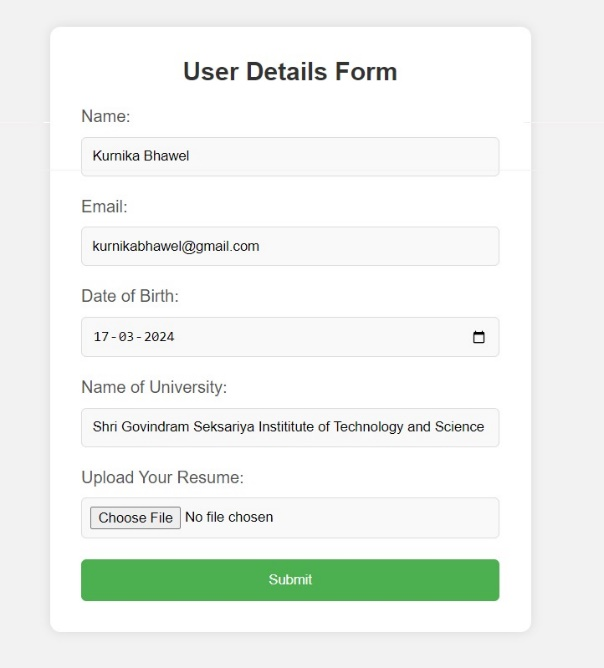 User Details Form
Name:
Kurnika Bhawel
Email:
kurnikabhawel@gmail.com
Date of Birth:
17-03-2024
Name of University:
Shri Govindram Seksariya Instititute of Technology and Science
Upload Your Resume:
Choose File No file chosen
Submit